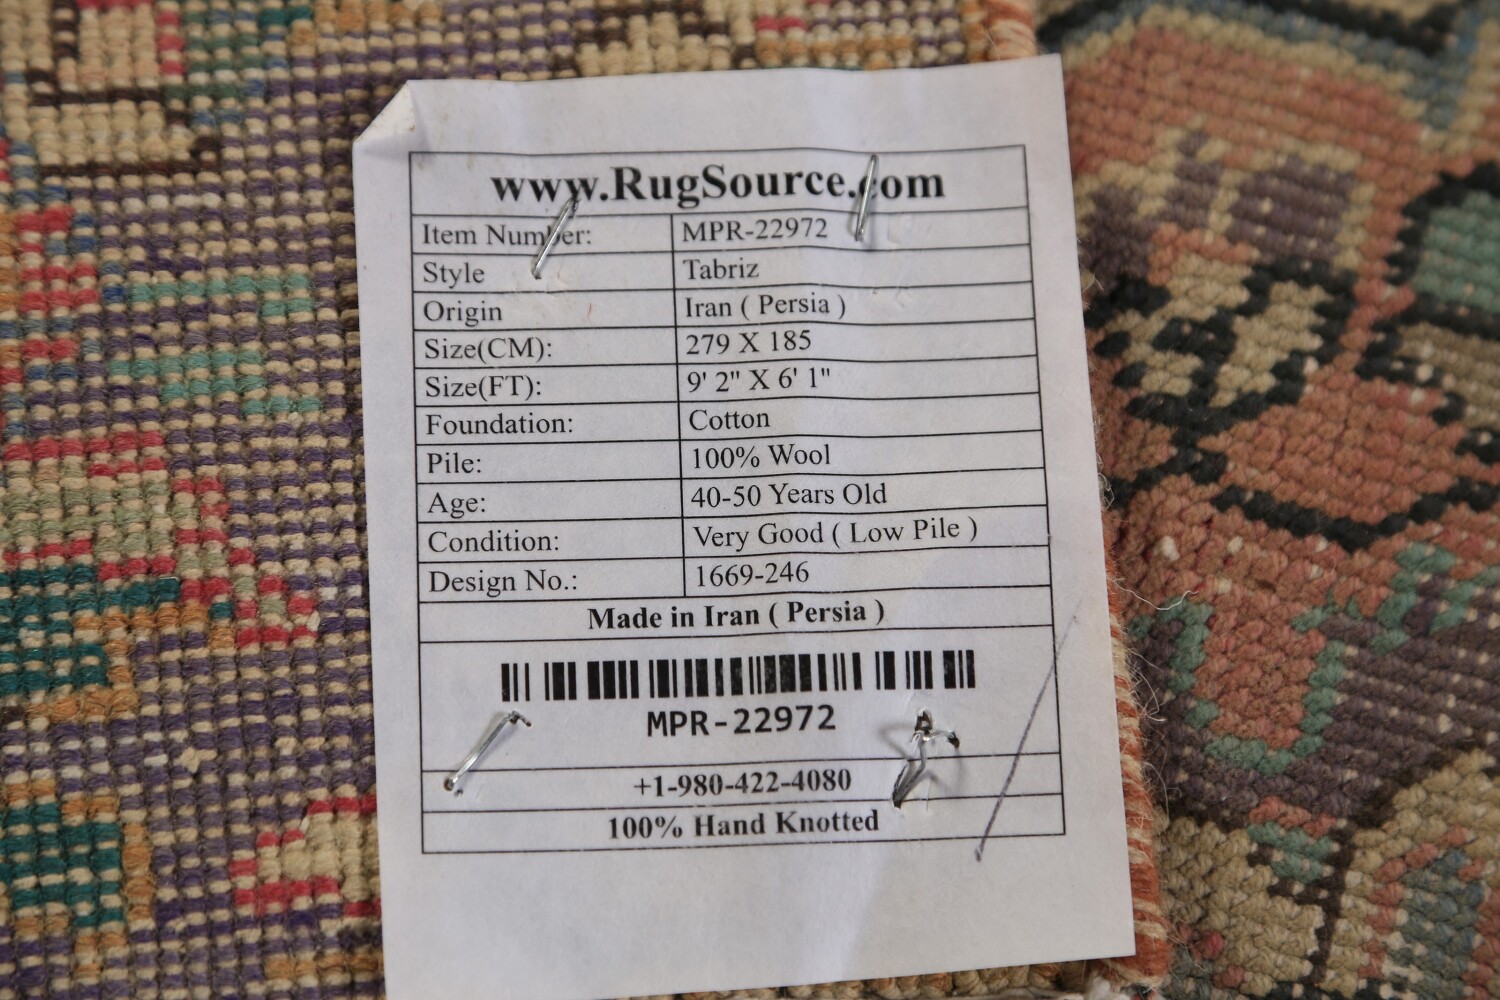 www.RugSource.com
Item Number: MPR-22972
Style Tabriz
Origin Iran ( Persia )
Size(CM): 279 X 185
Size(FT): 9' 2" X 6' 1"
Foundation: Cotton
Pile: 100% Wool
Age: 40-50 Years Old
Condition: Very Good ( Low Pile )
Design No.: 1669-246
Made in Iran ( Persia )
MPR-22972
+1-980-422-4080
100% Hand Knotted